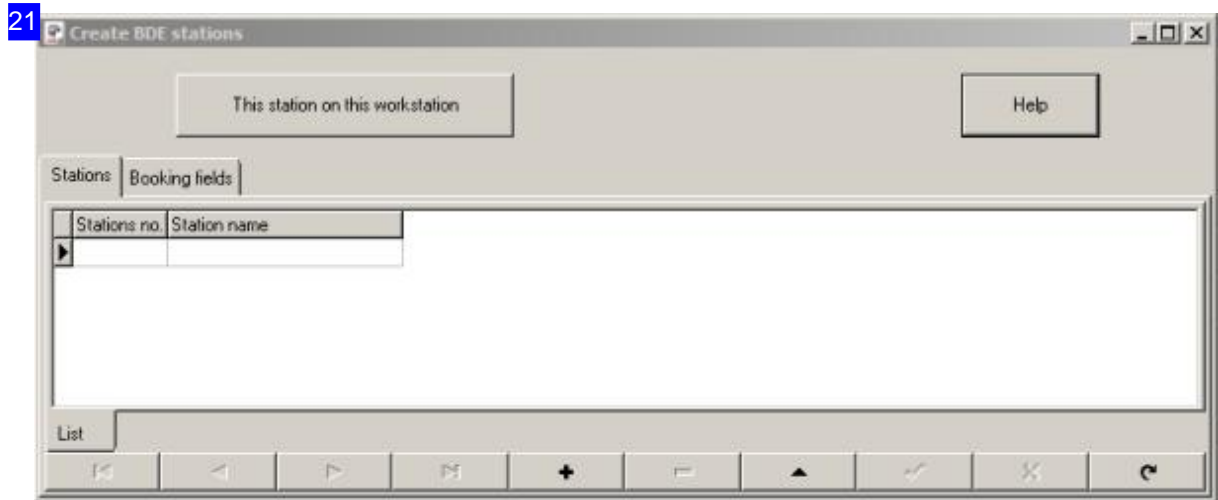 21
Create BDE stations
This station on this workstation
Help
Stations Booking fields
Stations no. Station name
List